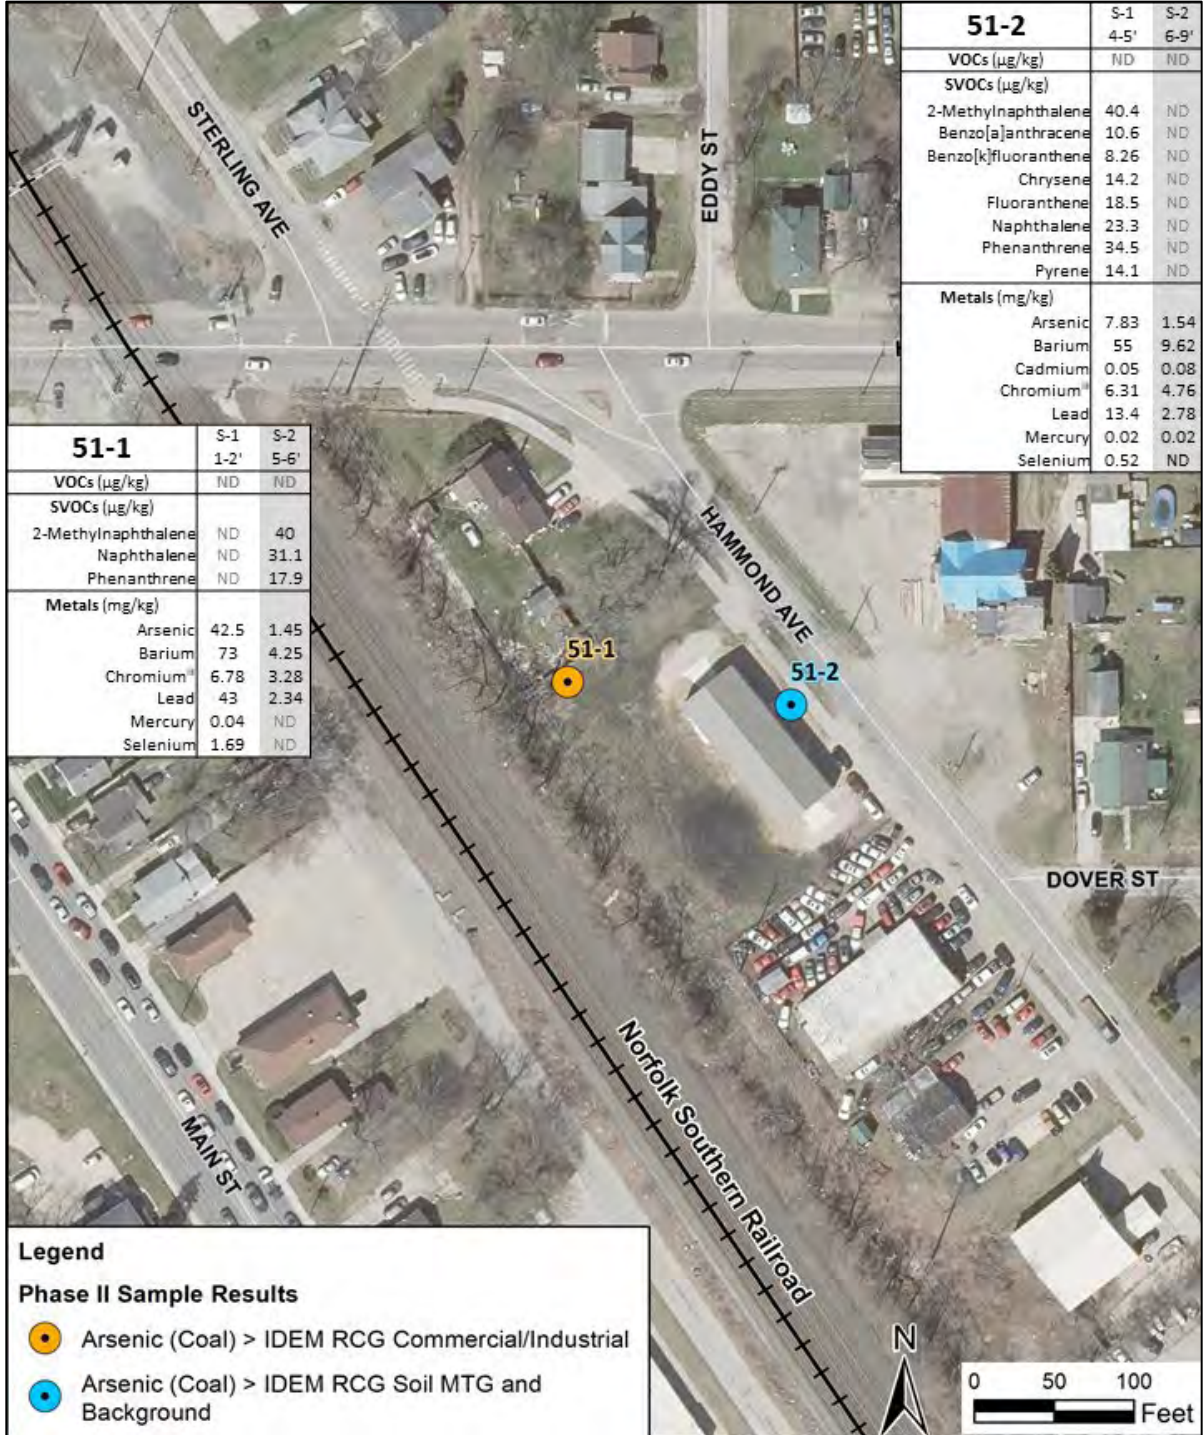 51-2 S-1 S-2
4-5' 6-9'
VOCs (µg/kg) ND ND
SVOCs (µg/kg)
2-Methylnaphthalene 40.4 ND
Benzo[a]anthracene 10.6 ND
Benzo[k]fluoranthene 8.26 ND
Chrysene 14.2 ND
Fluoranthene 18.5 ND
Naphthalene 23.3 ND
Phenanthrene 34.5 ND
Pyrene 14.1 ND
Metals (mg/kg)
Arsenic 7.83 1.54
Barium 55 9.62
Cadmium 0.05 0.08
Chromium 6.31 4.76
Lead 13.4 2.78
Mercury 0.02 0.02
Selenium 0.52 ND
STERLING AVE
EDDY ST
51-1 S-1 S-2
1-2' 5-6'
VOCs (µg/kg) ND ND
SVOCs (µg/kg)
2-Methylnaphthalene ND 40
Naphthalene ND 31.1
Phenanthrene ND 17.9
Metals (mg/kg)
Arsenic 42.5 1.45
Barium 73 4.25
Chromium 6.78 3.28
Lead 43 2.34
Mercury 0.04 ND
Selenium 1.69 ND
HAMMOND AVE
51-1
51-2
DOVER ST
MAIN ST
Norfolk Southern Railroad
Legend
Phase II Sample Results
Arsenic (Coal) > IDEM RCG Commercial/Industrial
Arsenic (Coal) > IDEM RCG Soil MTG and
Background
N
0 50 100
Feet